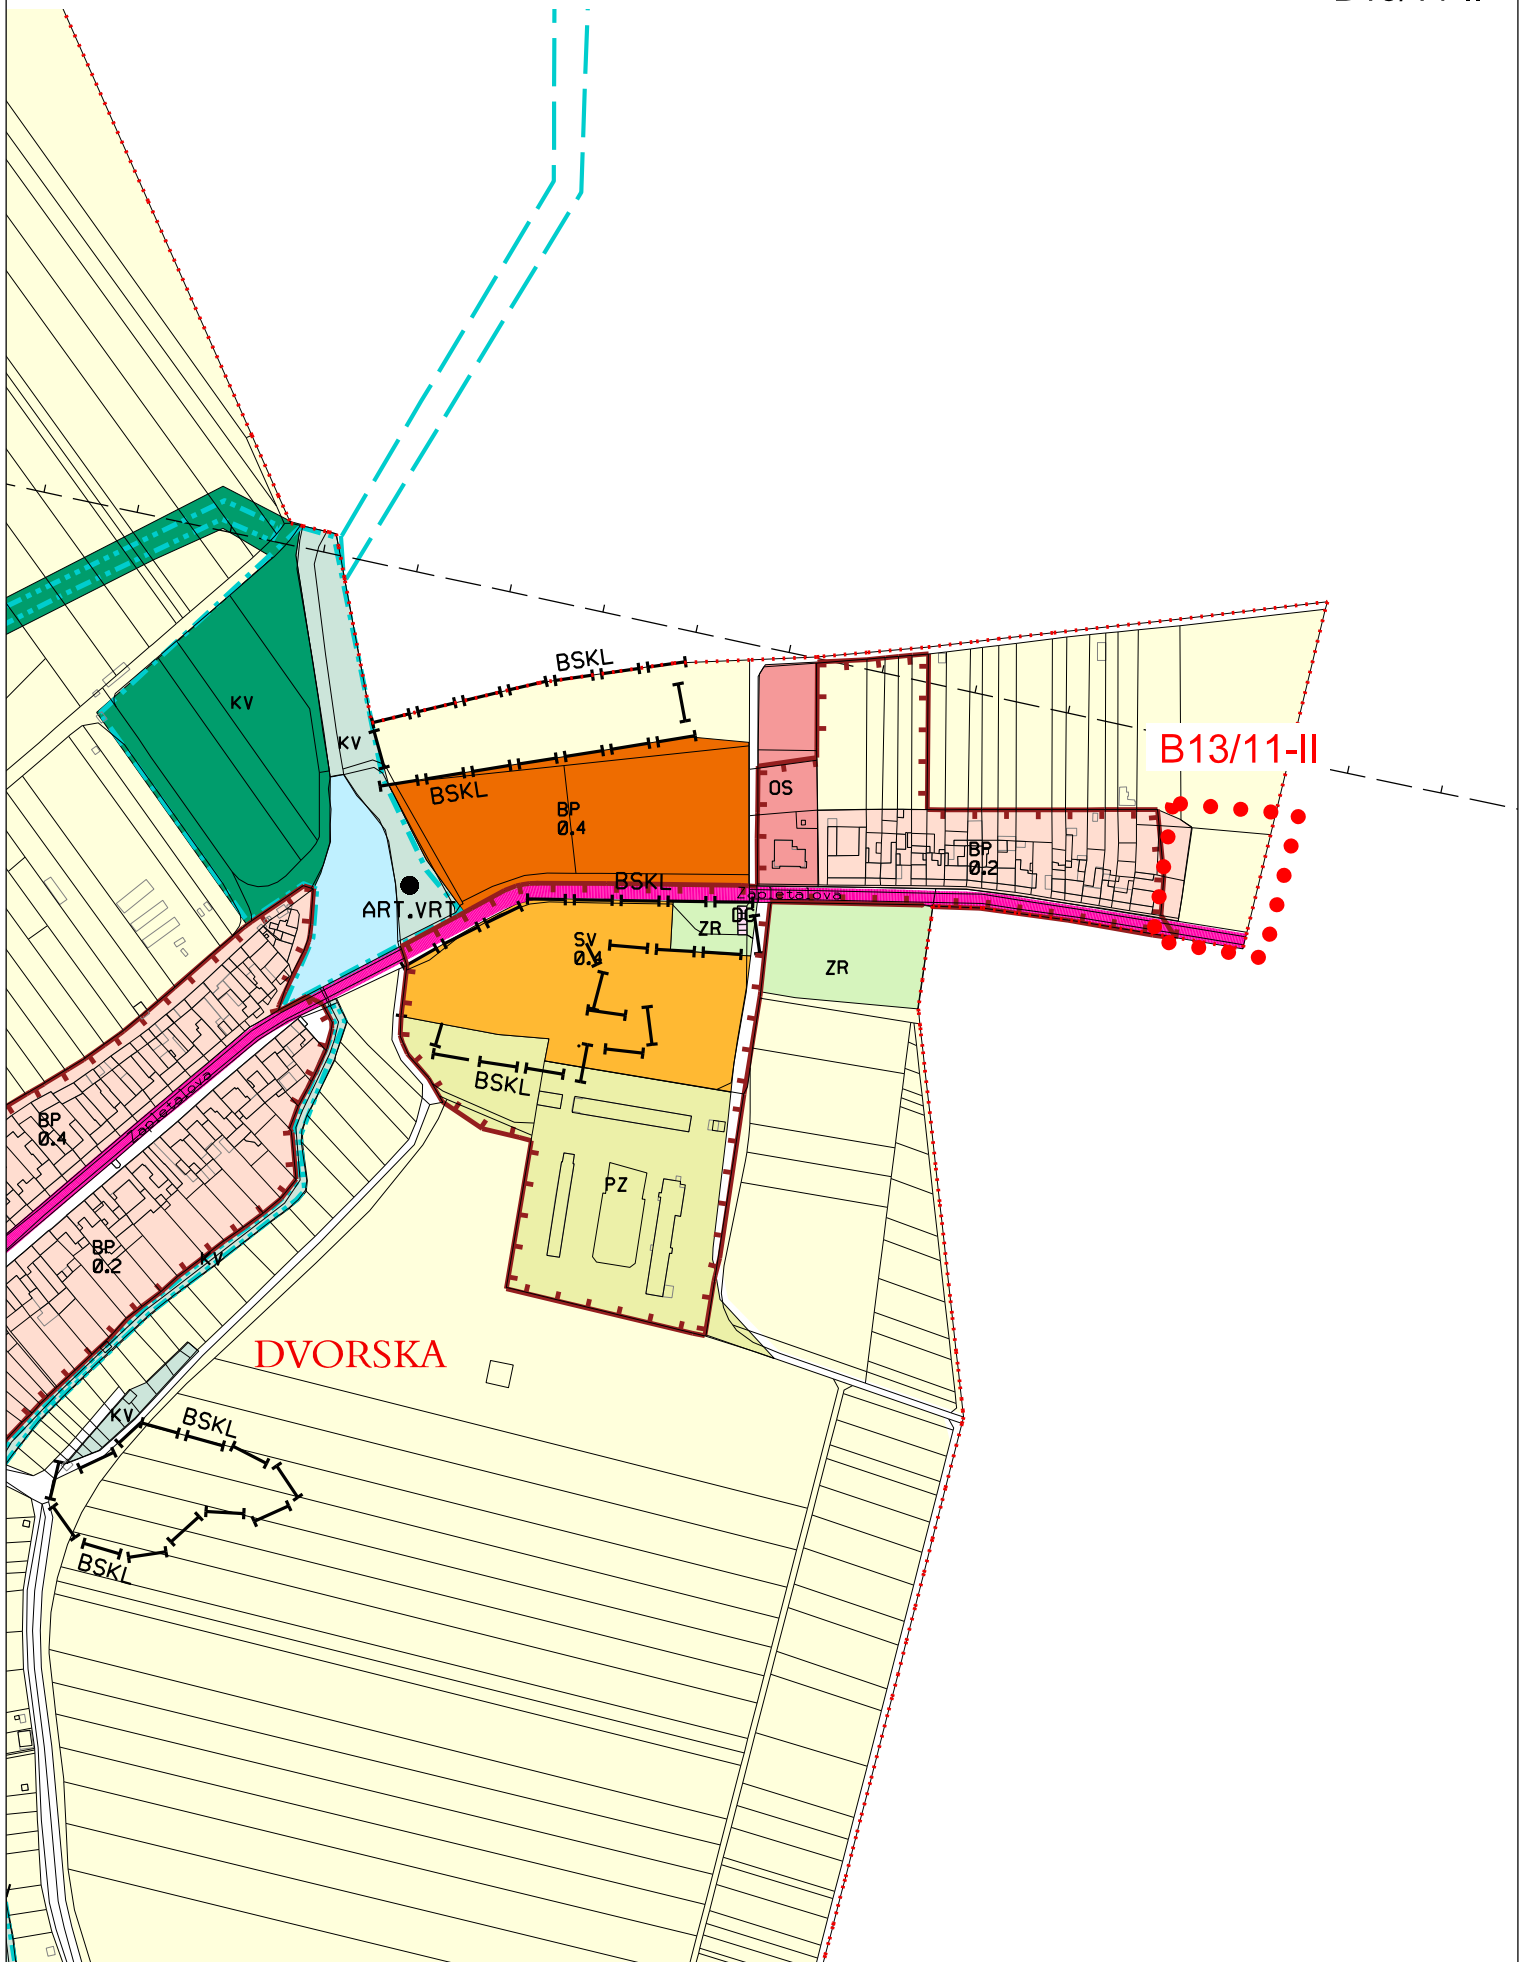 BSKL
KV
KV
B13/11-II
BSKL
OS
BP
0.4
BP
0.2
BSKL
Zapletalova
ART.VRT
DG
ZR
SV
0.4
ZR
BSKL
Zapletalova
BP
0.4
PZ
BP
0.2
KV
DVORSKA
KV
BSKL
BSKL